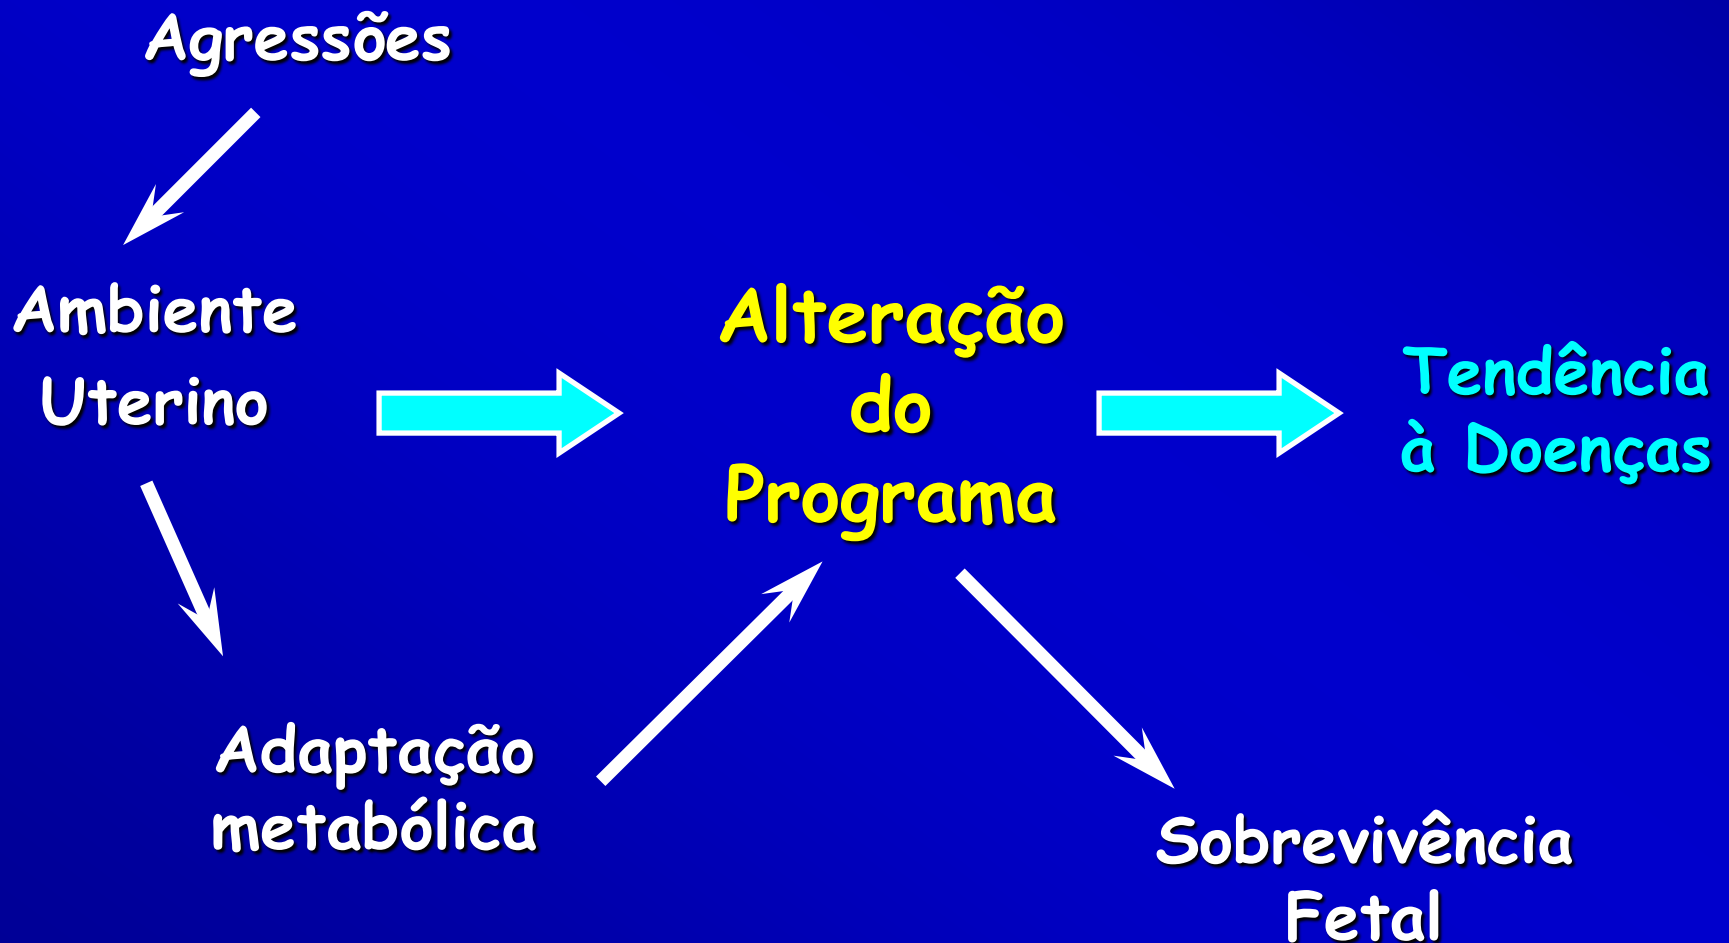 Agressões
Ambiente
Uterino
Alteração
do
Programa
Tendência
à Doenças
Adaptação
metabólica
Sobrevivência
Fetal